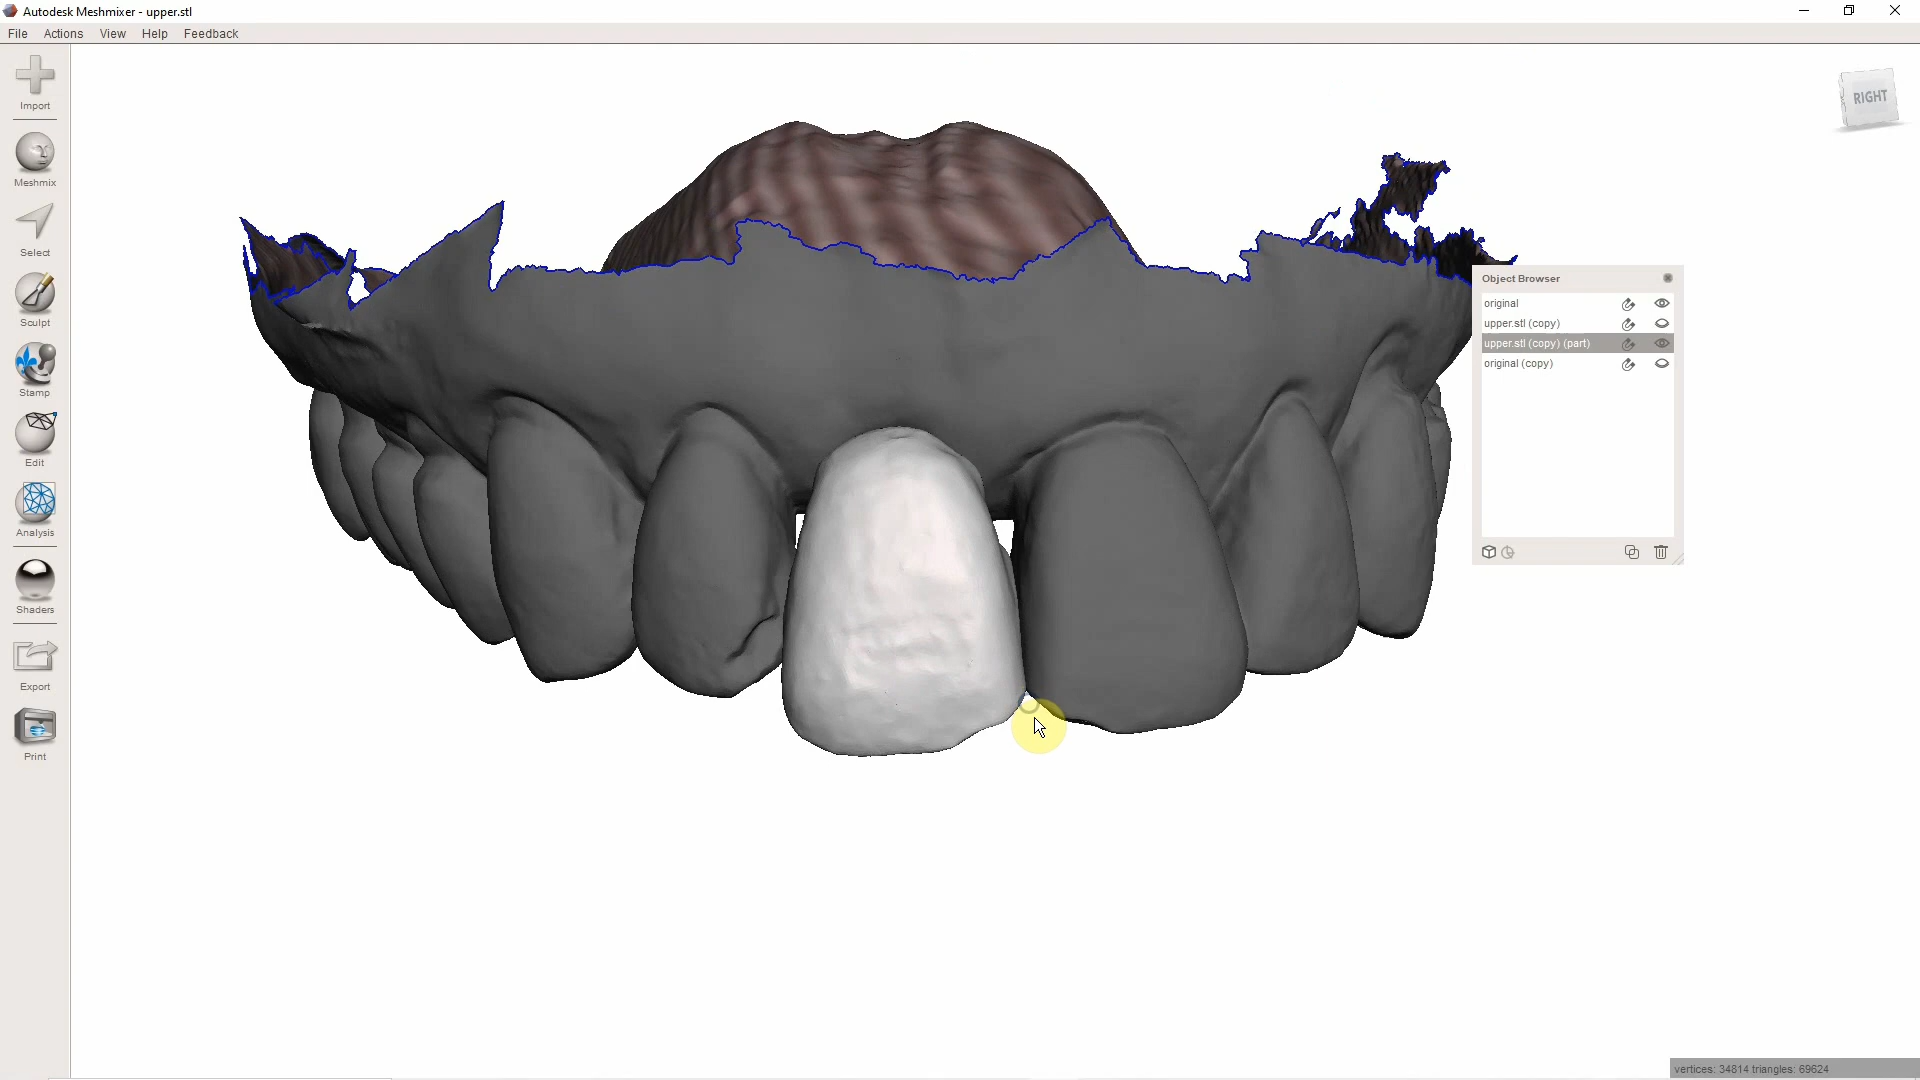 Autodesk Meshmixer - upper.stl
File Actions View Help Feedback
Import
Meshmix
Select
Sculpt
Stamp
Edit
Analysis
Shaders
Export
Print
RIGHT
Object Browser
original
upper.stl (copy)
upper.stl (copy) (part)
original (copy)
vertices: 34814 triangles: 69624